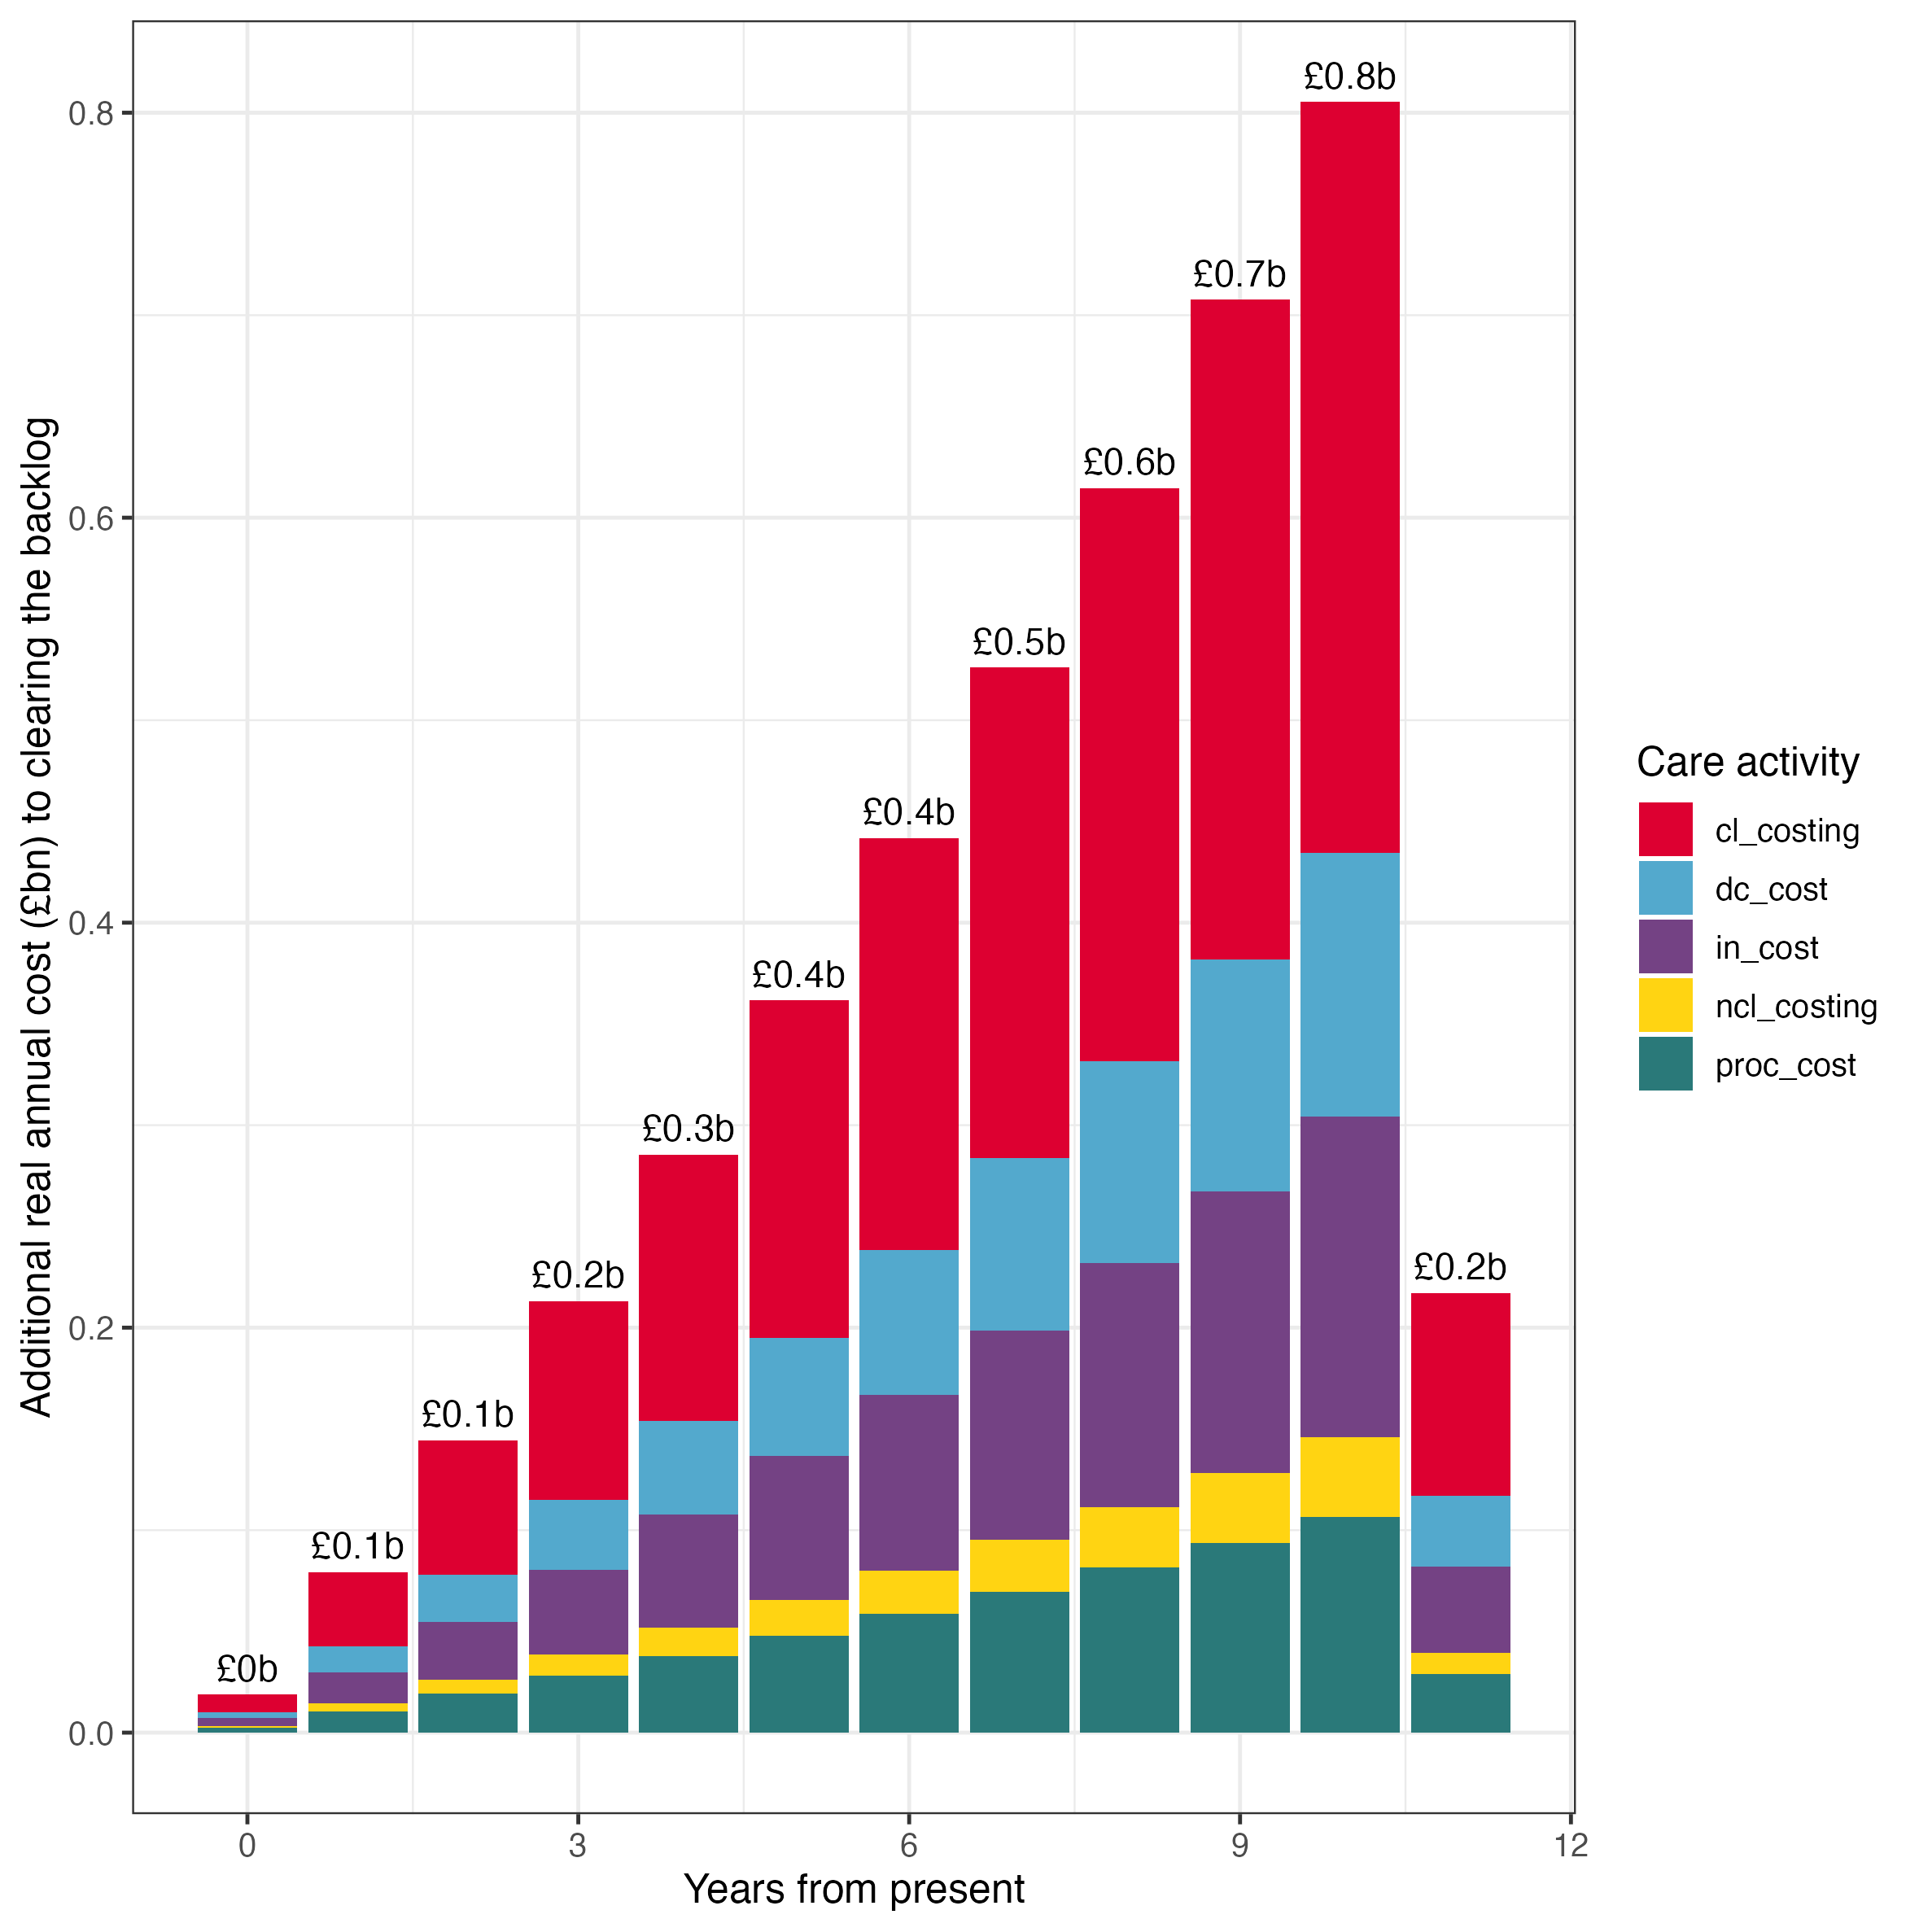 Additional real annual cost (£bn) to clearing the backlog
0.8
0.6
0.4
0.2
0.0
£0b
£0.1b
£0.1b
£0.2b
£0.3b
£0.4b
£0.4b
£0.5b
£0.6b
£0.7b
£0.8b
£0.2b
0
3
6
9
12
Years from present
Care activity
cl_costing
dc_cost
in_cost
ncl_costing
proc_cost